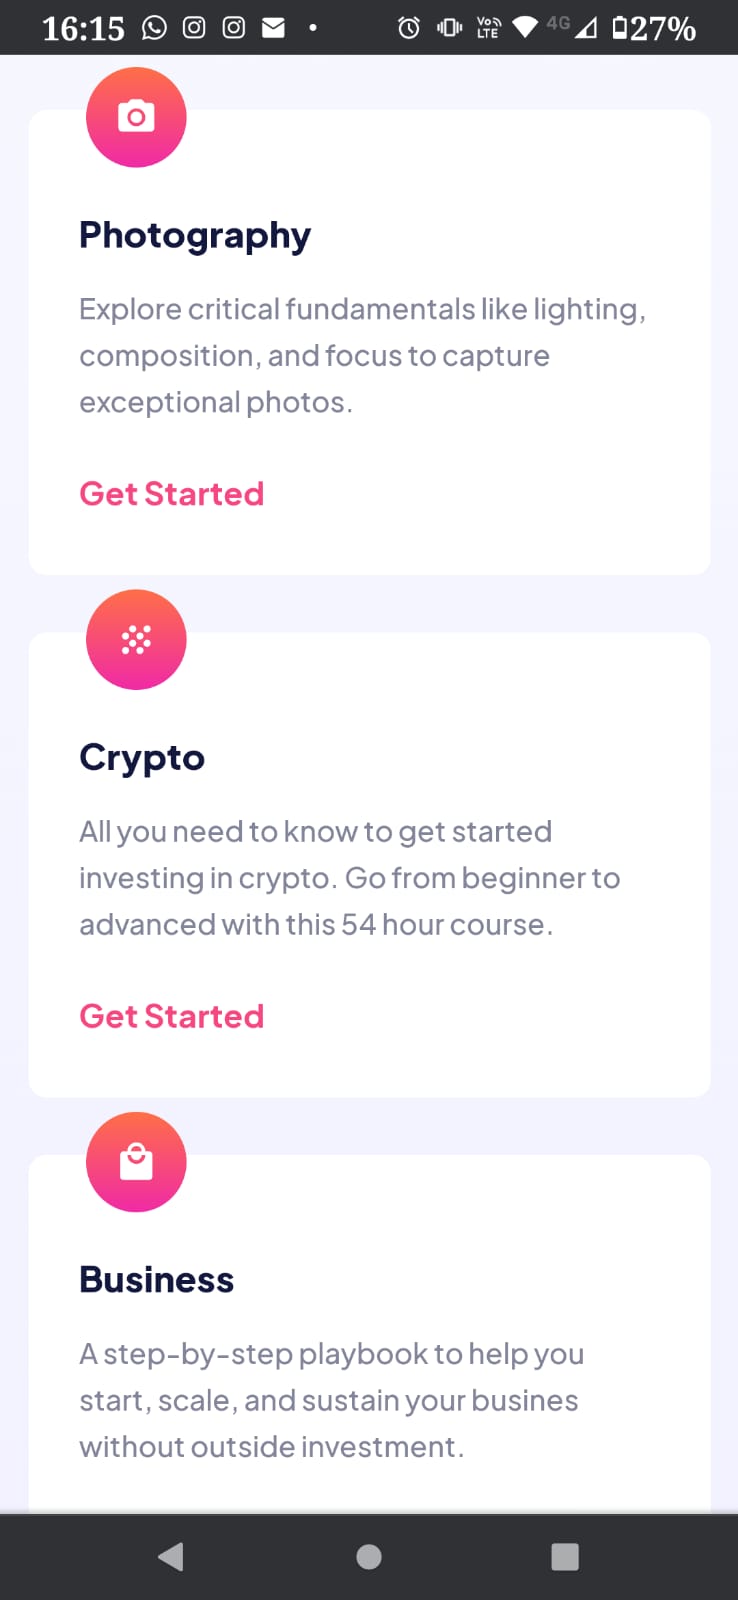 16:15 VoLTE 4G 27%
Photography
Explore critical fundamentals like lighting,
composition, and focus to capture
exceptional photos.
Get Started
Crypto
All you need to know to get started
investing in crypto. Go from beginner to
advanced with this 54 hour course.
Get Started
Business
A step-by-step playbook to help you
start, scale, and sustain your busines
without outside investment.